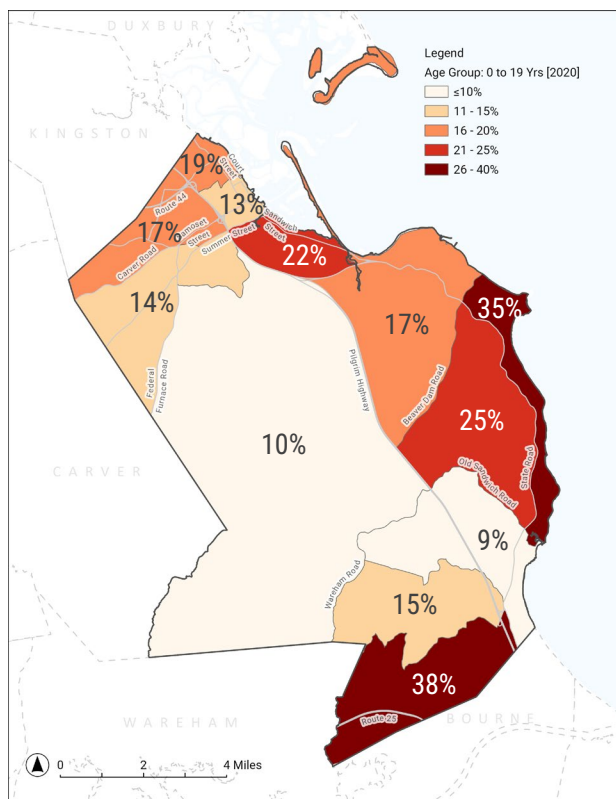 DUXBURY
KINGSTON
Legend
Age Group: 0 to 19 Yrs [2020]
≤10%
11 - 15%
16 - 20%
21 - 25%
26 - 40%
19%
Court
Street
Route 44
13%
Sandwich
Street
17%
Samoset
Street
Summer Street
22%
Carver Road
35%
14%
17%
Federal
Furnace Road
Pilgrim Highway
Beaver Dam Road
25%
10%
State Road
CARVER
Old Sandwich Road
9%
Wareham Road
15%
38%
Route 25
WAREHAM
BOURNE
0 2 4 Miles